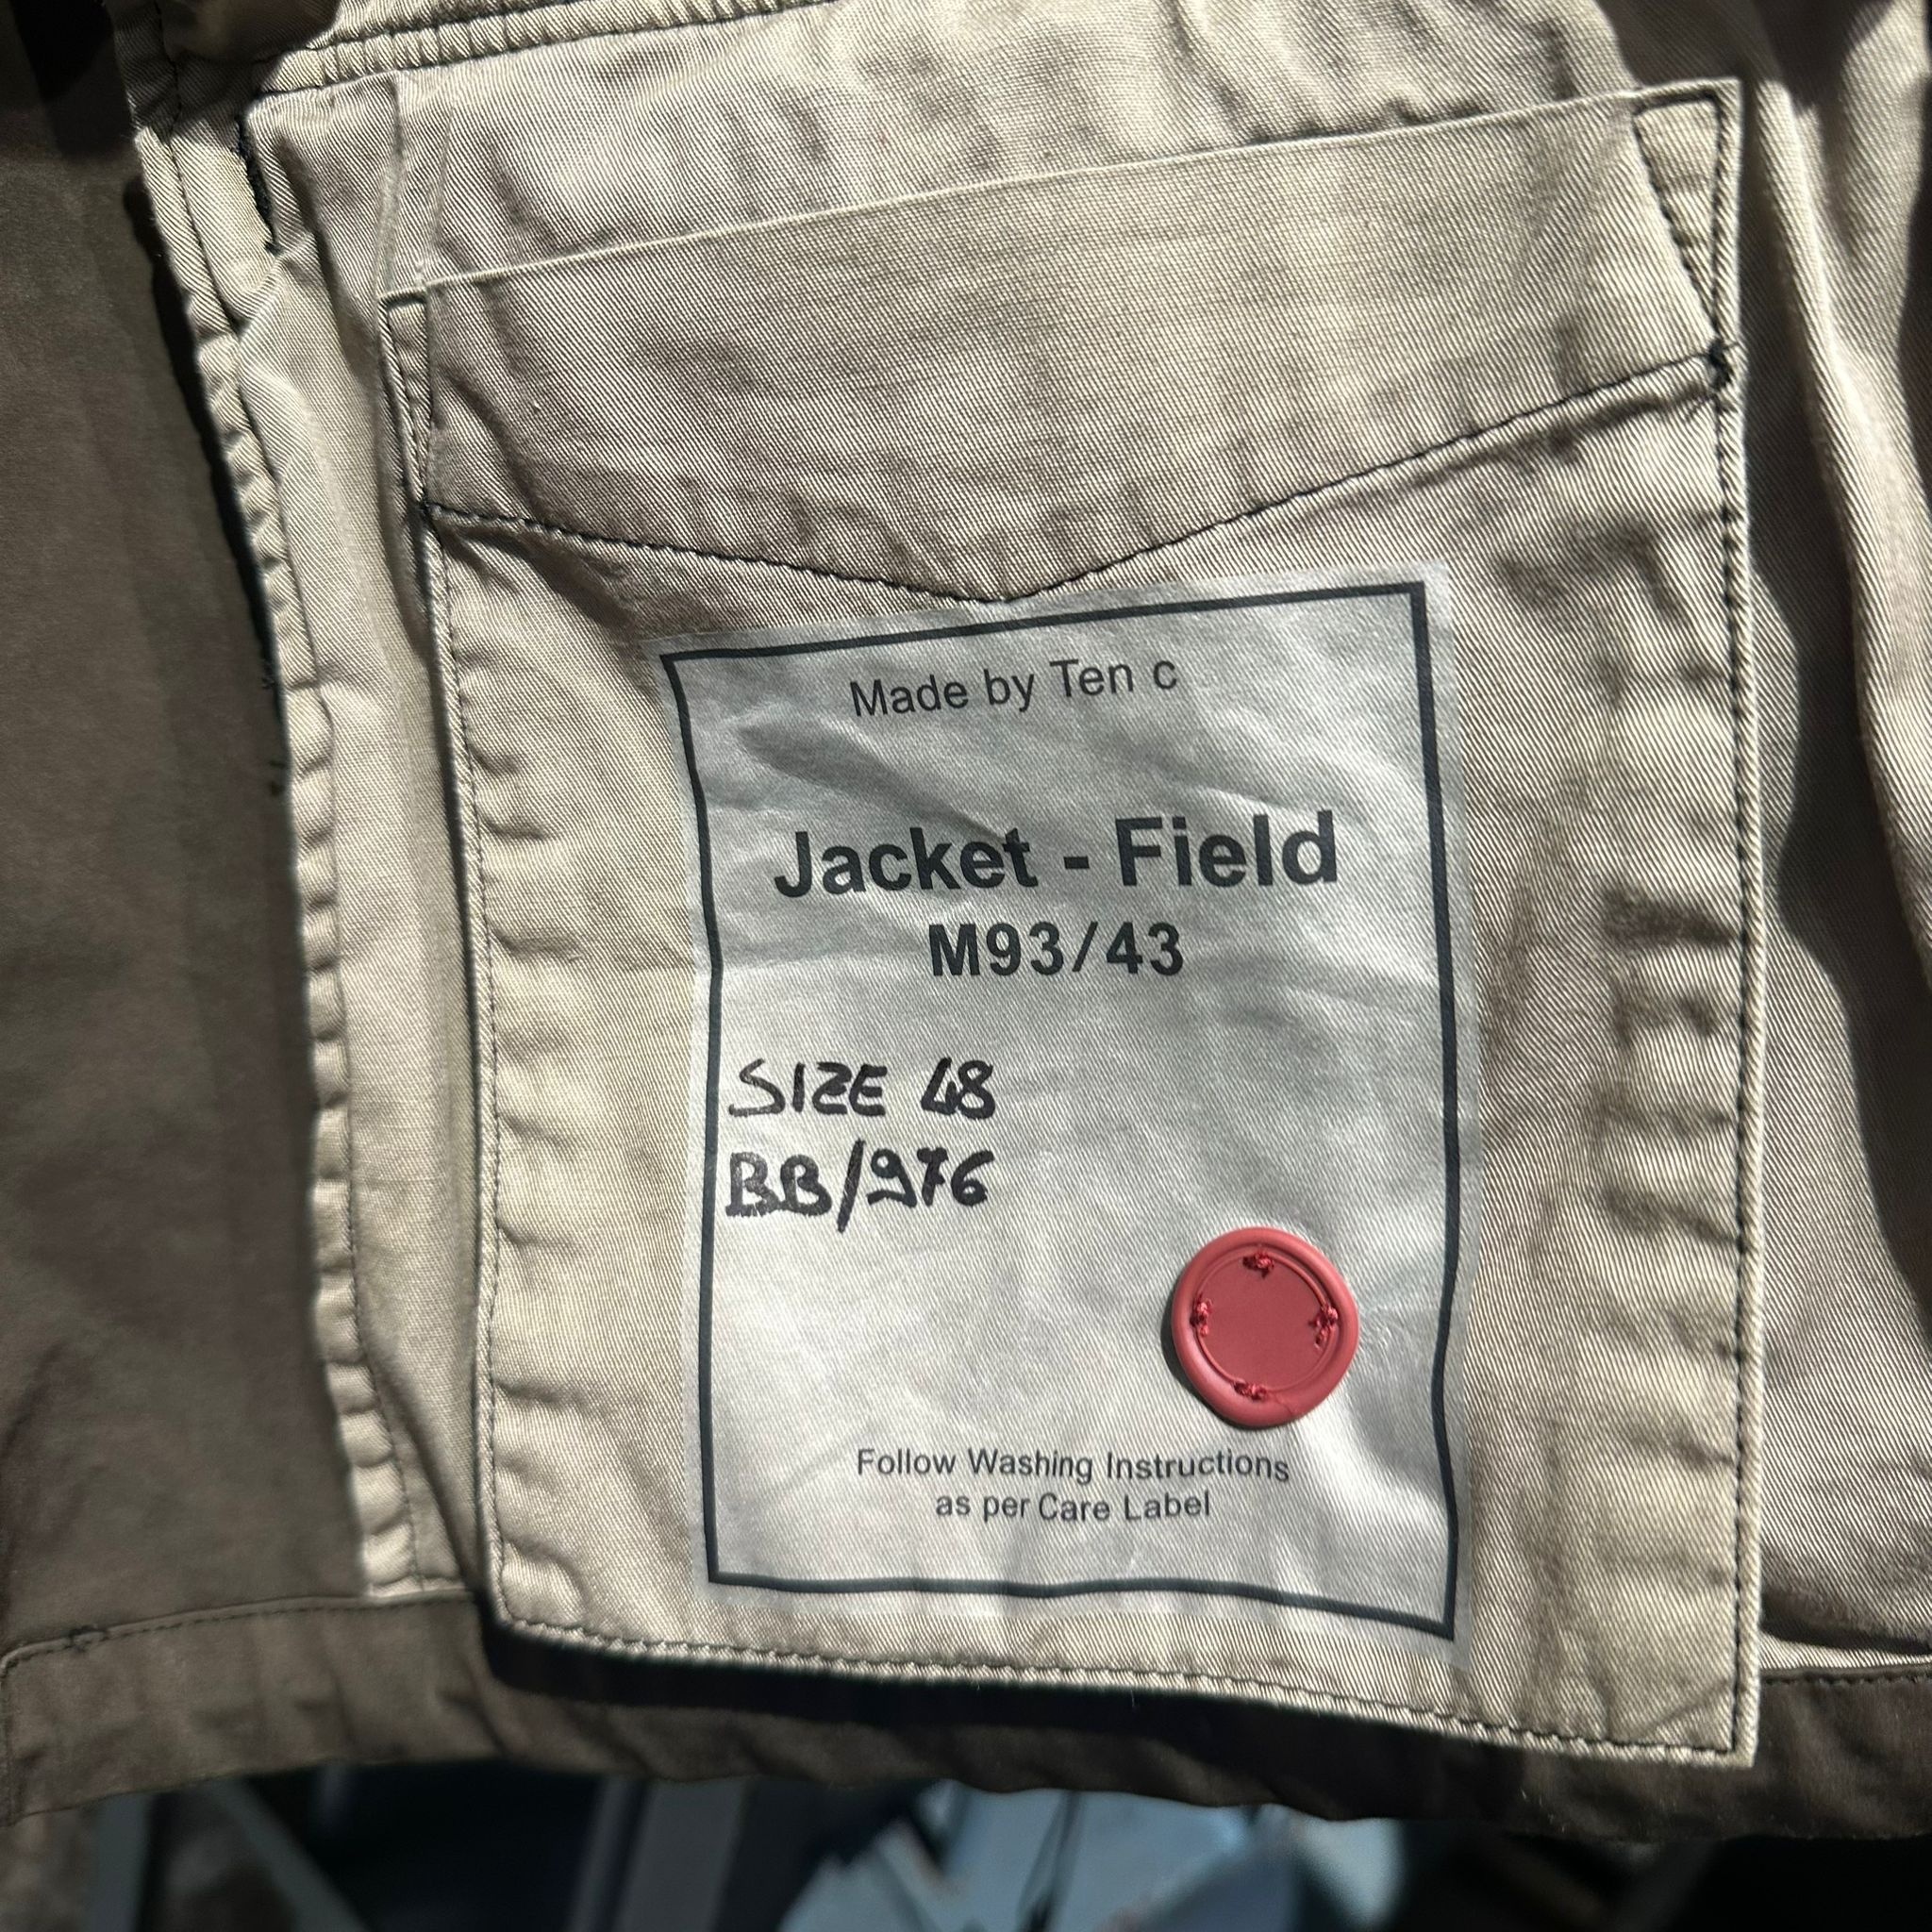 Made by Ten c
Jacket - Field
M93/43
SIZE 48
BB/976
Follow Washing Instructions
as per Care Label